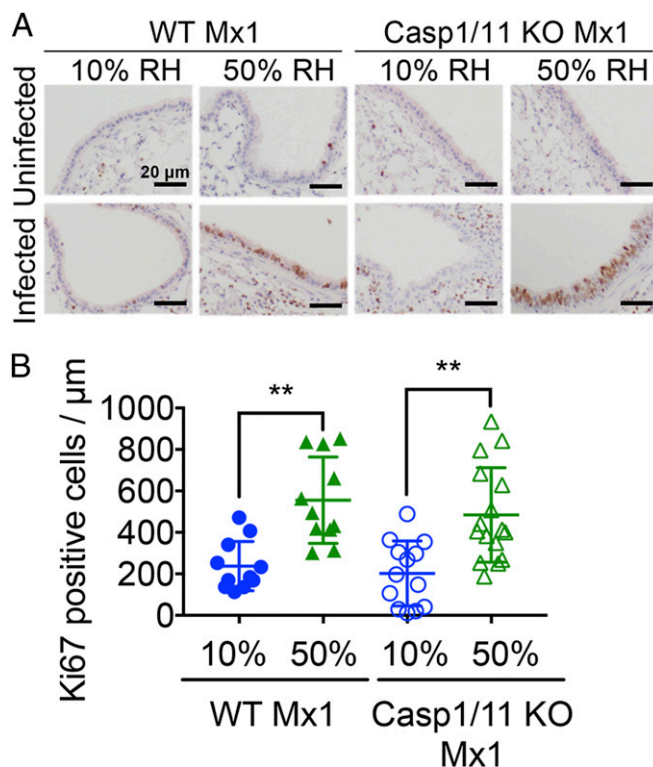 A
WT Mx1 Casp1/11 KO Mx1
10% RH 50% RH 10% RH 50% RH
Uninfected
20 µm
Infected
B
Ki67 positive cells / µm
** **
1000
800
600
400
200
0
10% 50% 10% 50%
WT Mx1 Casp1/11 KO
Mx1